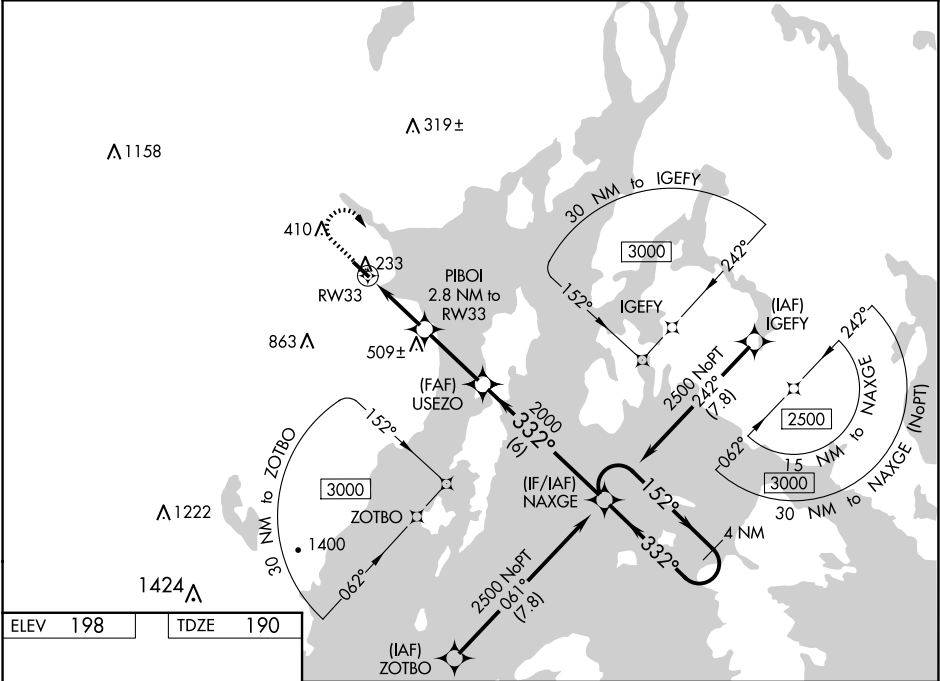 319±
1158
30 NM to IGEFY
3000
242°
152°
IGEFY
410
233
RW33
PIBOI
2.8 NM to
RW33
(IAF)
IGEFY
863
509±
2500 NoPT
242°
(7.8)
242°
2500
062°
15 NM to NAXGE
3000
30 NM to NAXGE (NoPT)
(FAF)
USEZO
2000
332°
(6)
30 NM to ZOTBO
152°
3000
ZOTBO
062°
1222
1400
1424
(IF/IAF)
NAXGE
152°
332°
4 NM
2500 NoPT
061°
(7.8)
(IAF)
ZOTBO
ELEV 198
TDZE 190